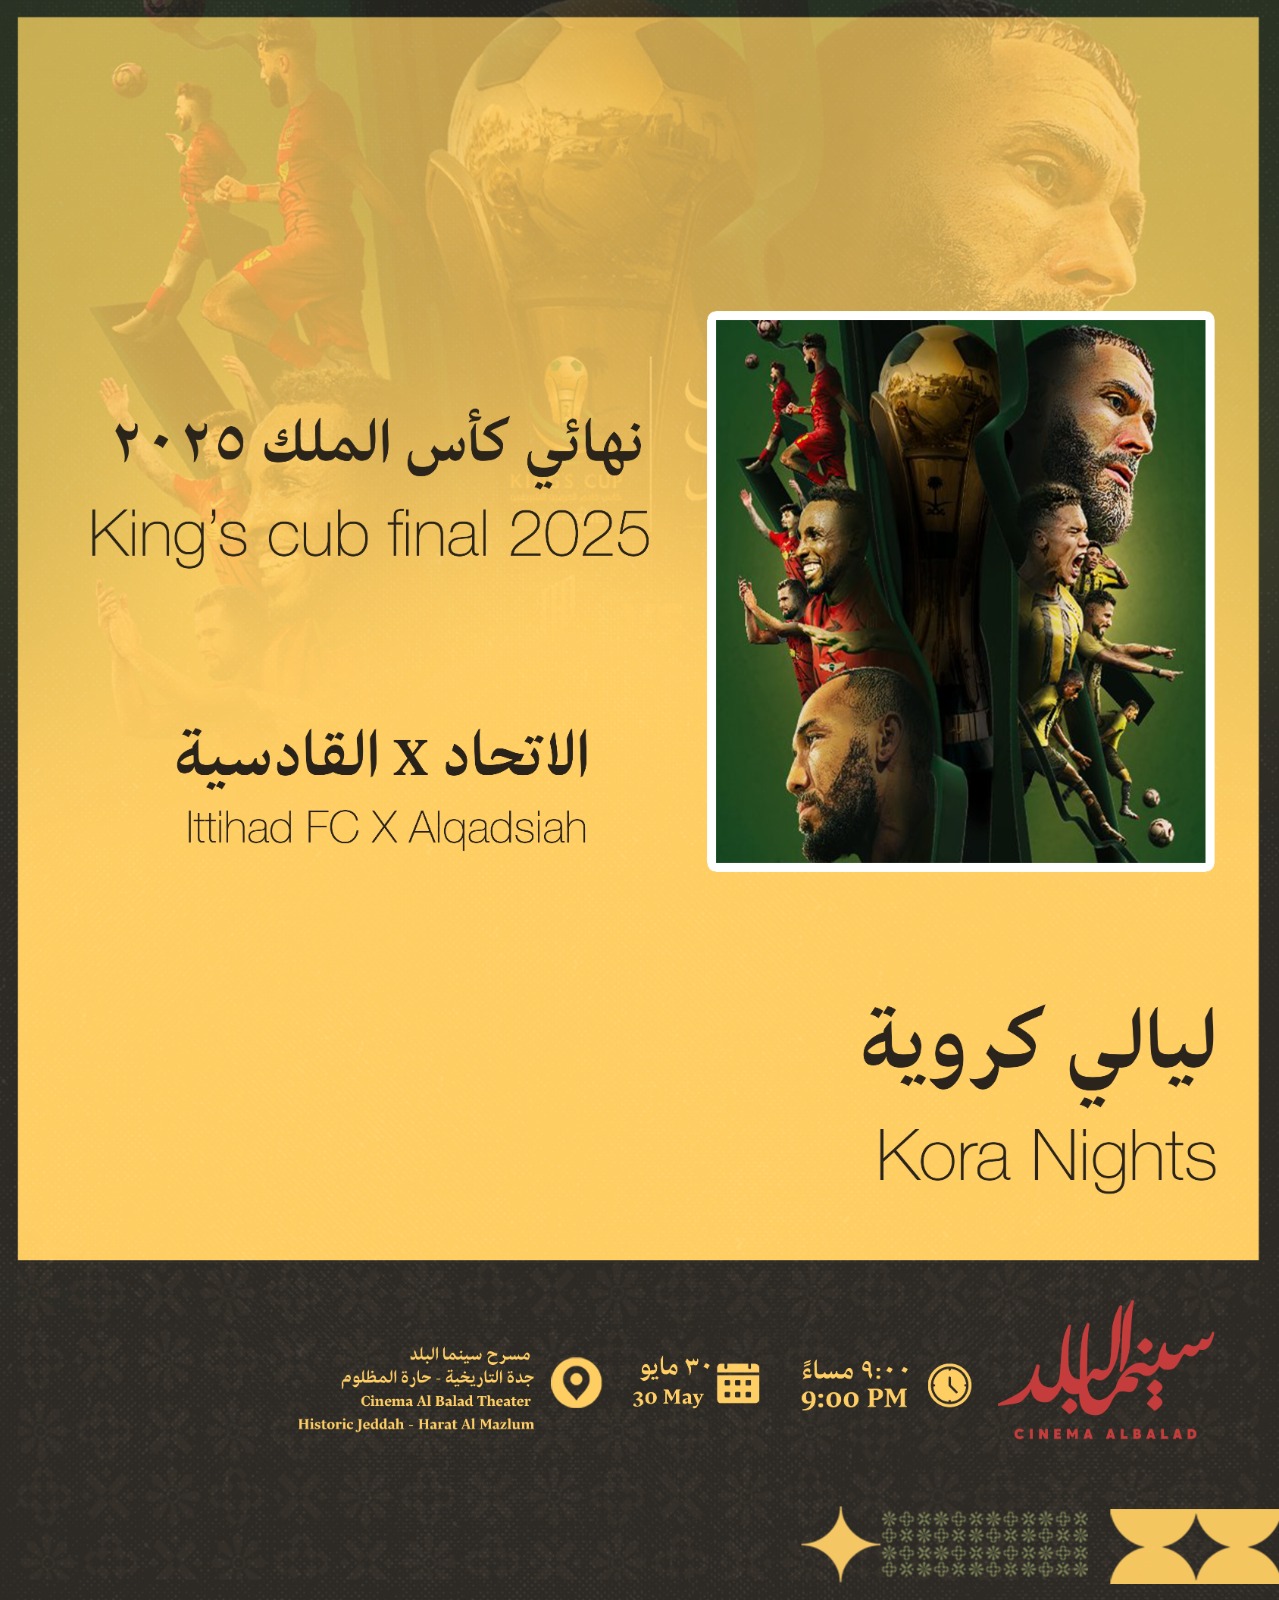 نهائي كأس الملك ٢٠٢٥
King's cub final 2025
الاتحاد X القادسية
Ittihad FC X Alqadsiah
ليالي كروية
Kora Nights
سينما البلد
CINEMA ALBALAD
٩:٠٠ مساءً
9:00 PM
٣٠ مايو
30 May
مسرح سينما البلد
جدة التاريخية - حارة المظلوم
Cinema Al Balad Theater
Historic Jeddah - Harat Al Mazlum
KING'S CUP